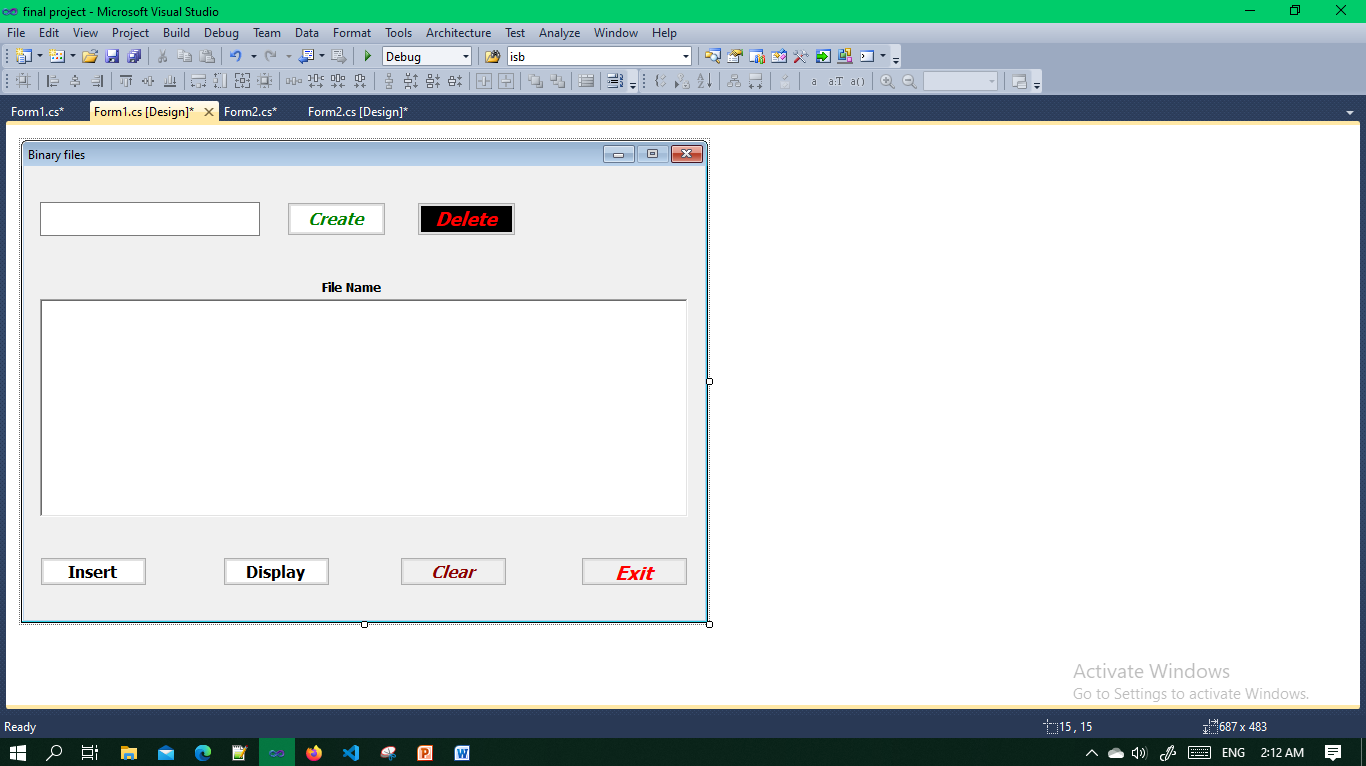 final project - Microsoft Visual Studio
File Edit View Project Build Debug Team Data Format Tools Architecture Test Analyze Window Help
Debug isb
a a:T a()
Form1.cs* Form1.cs [Design]* Form2.cs* Form2.cs [Design]*
Binary files
Create Delete
File Name
Insert Display Clear Exit
Activate Windows
Go to Settings to activate Windows.
Ready 15 , 15 687 x 483
ENG 2:12 AM